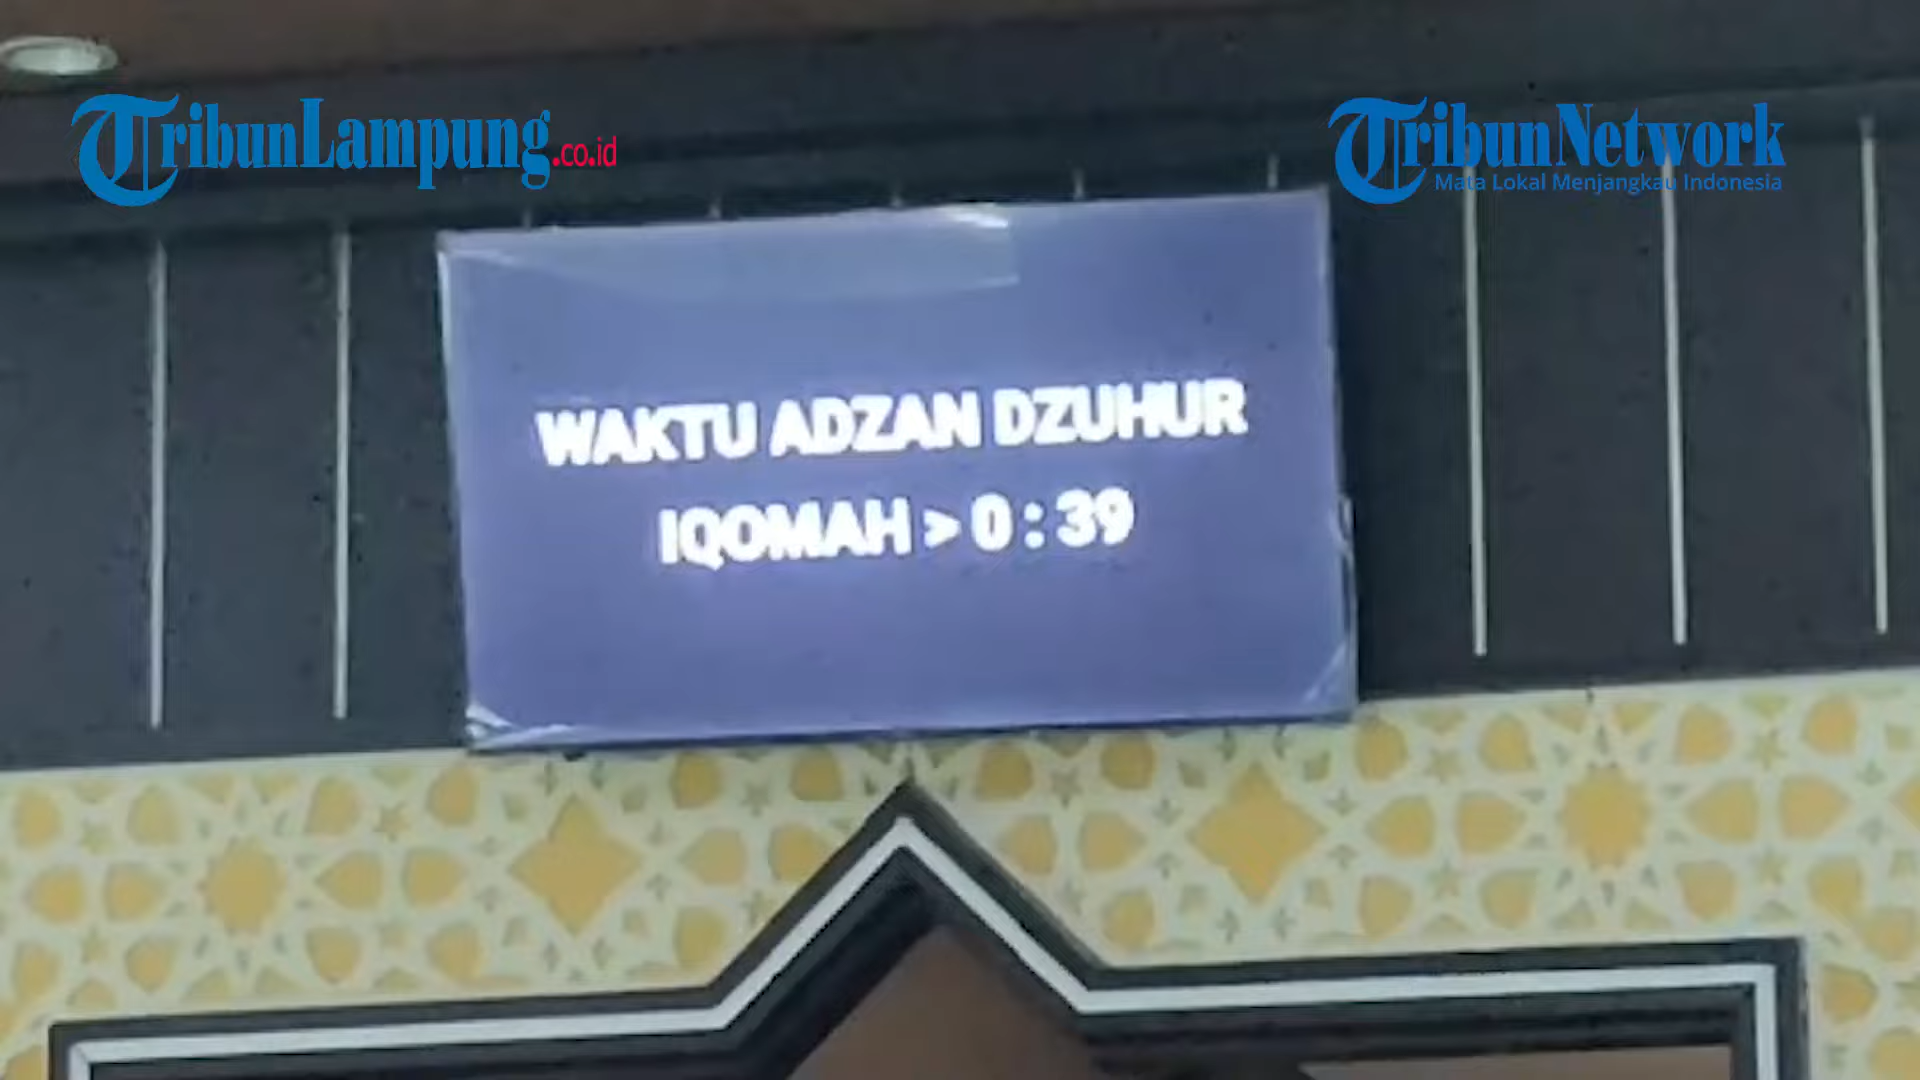 TribunLampung.co.id
TribunNetwork
Mata Lokal Menjangkau Indonesia
WAKTU ADZAN DZUHUR
IQOMAH > 0 : 39